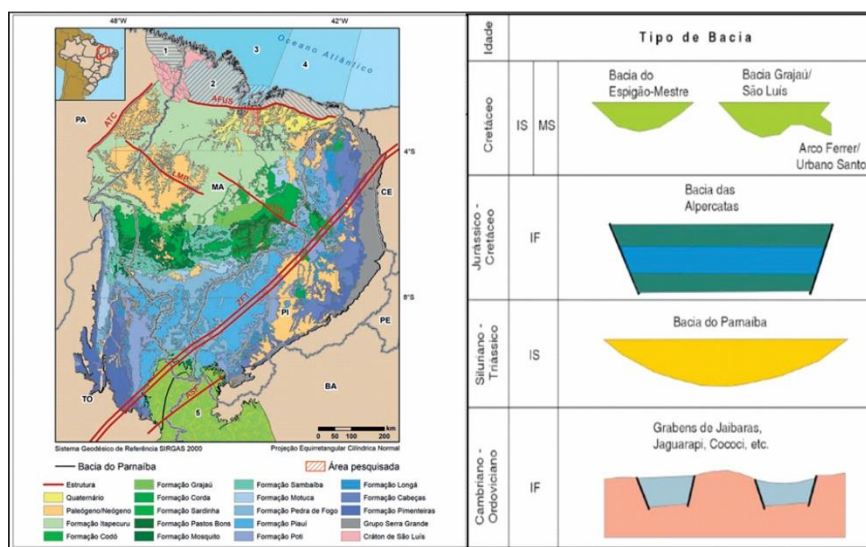 48°W
42°W
Oceano Atlântico
1
3
2
4
AFUS
PA
ATC
4°S
LMP
MA
CE
8°S
PI
PE
TO
BA
5
ASF
0 50 100 200
km
Sistema Geodésico de Referência SIRGAS 2000
Projeção Equirretangular Cilíndrica Normal
Bacia do Parnaíba
Área pesquisada
Estrutura
Quaternário
Paleógeno/Neógeno
Formação Itapecuru
Formação Codó
Formação Grajaú
Formação Corda
Formação Sardinha
Formação Pastos Bons
Formação Mosquito
Formação Sambaíba
Formação Motuca
Formação Pedra de Fogo
Formação Piauí
Formação Poti
Formação Longá
Formação Cabeças
Formação Pimenteiras
Grupo Serra Grande
Cráton de São Luís
Idade
Tipo de Bacia
Cretáceo
IS
MS
Bacia do
Espigão-Mestre
Bacia Grajaú/
São Luís
Arco Ferrer/
Urbano Santo
Jurássico -
Cretáceo
IF
Bacia das
Alpercatas
Siluriano -
Triássico
IS
Bacia do Parnaíba
Cambriano -
Ordoviciano
IF
Grabens de Jaibaras,
Jaguarapi, Cococi, etc.